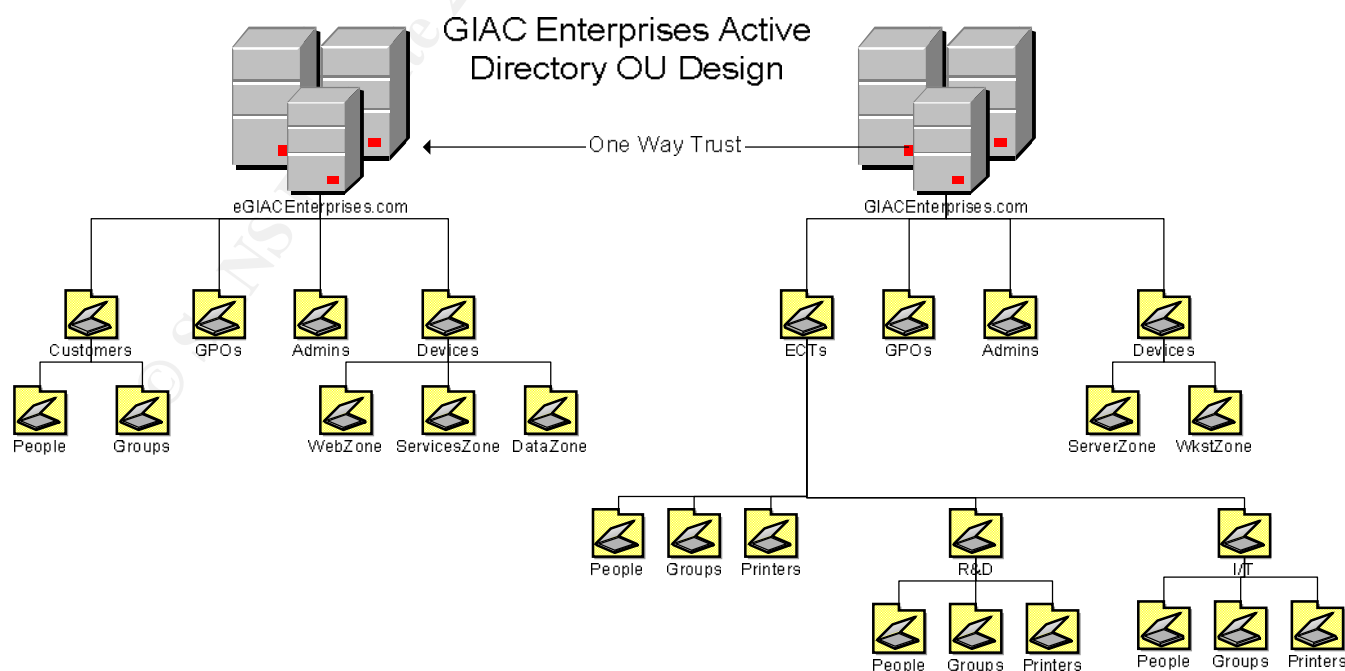 GIAC Enterprises Active
Directory OU Design
One Way Trust
eGIACEnterprises.com
GIACEnterprises.com
Customers
GPOs
Admins
Devices
ECTs
GPOs
Admins
Devices
People
Groups
WebZone
ServicesZone
DataZone
ServerZone
WkstZone
People
Groups
Printers
R&D
I/T
People
Groups
Printers
People
Groups
Printers